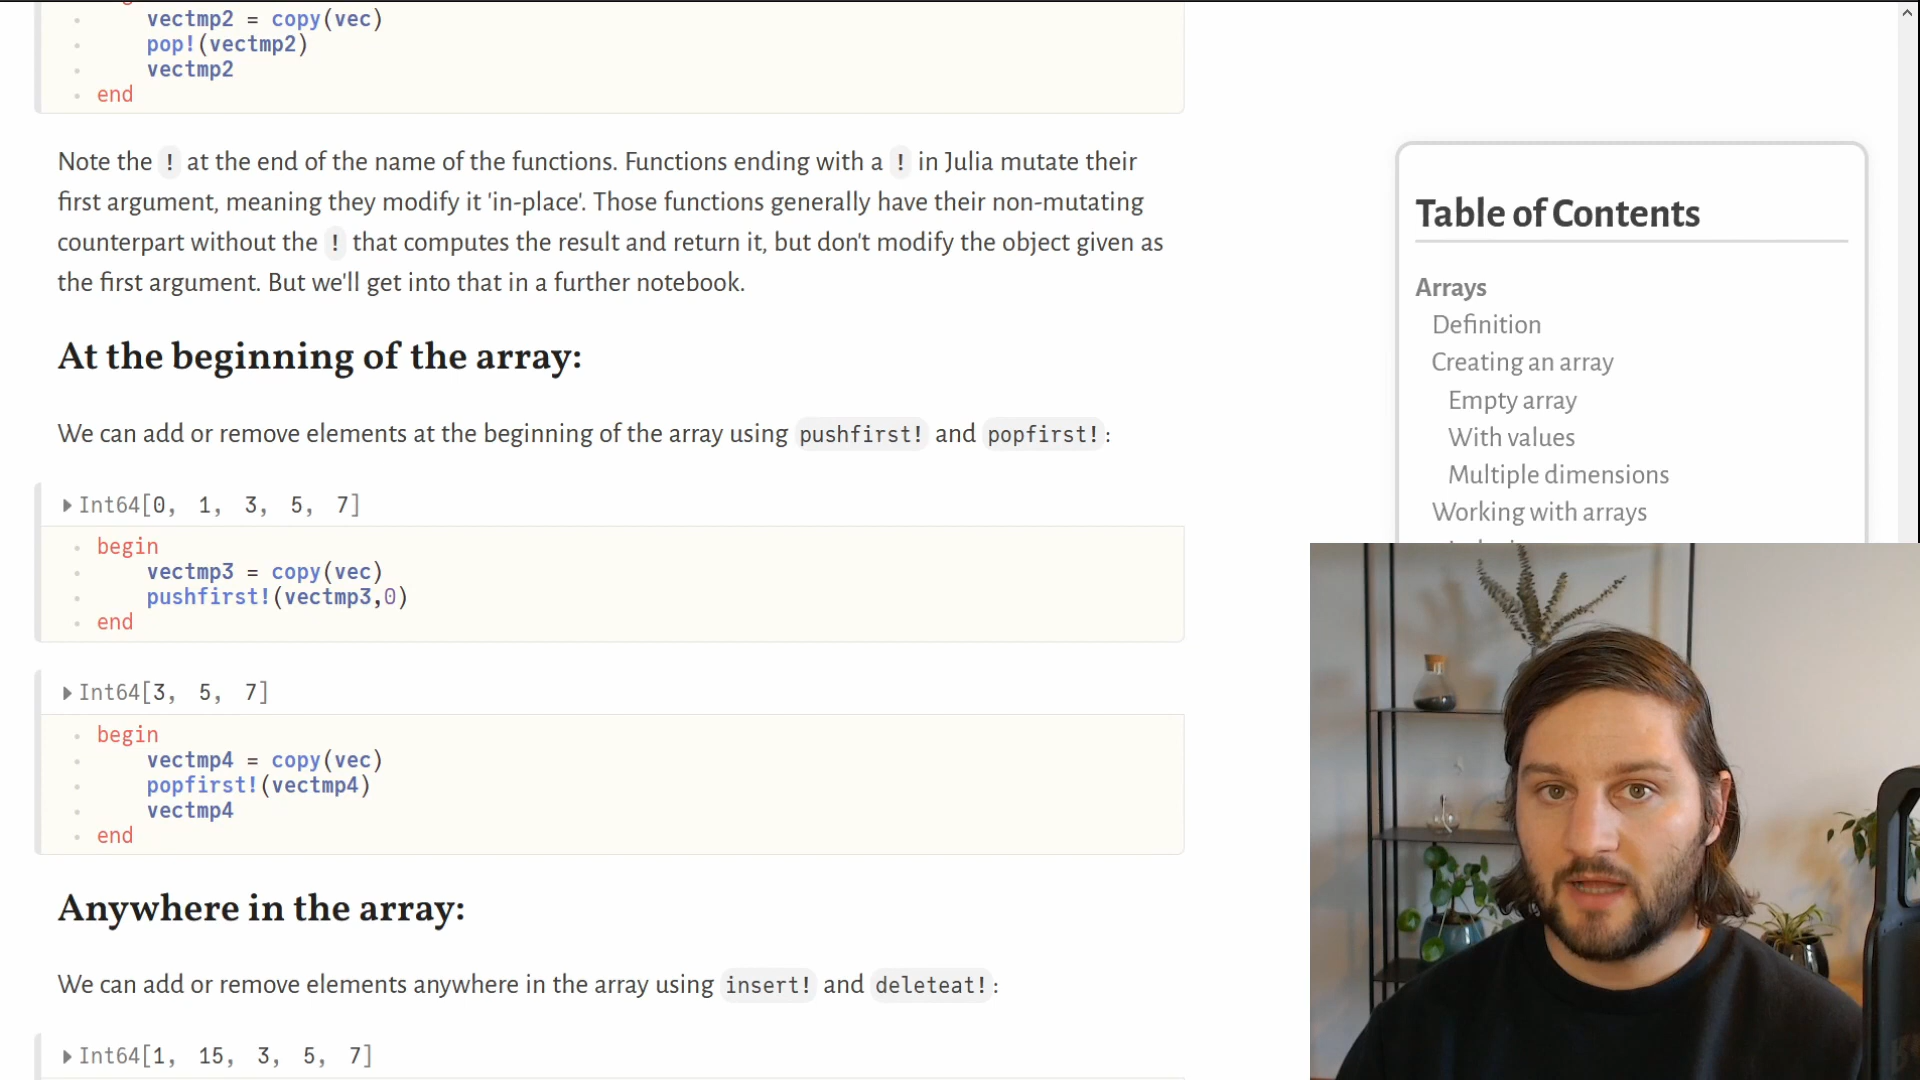 vectmp2 = copy(vec)
pop!(vectmp2)
vectmp2
end
Note the ! at the end of the name of the functions. Functions ending with a ! in Julia mutate their
first argument, meaning they modify it 'in-place'. Those functions generally have their non-mutating
counterpart without the ! that computes the result and return it, but don't modify the object given as
the first argument. But we'll get into that in a further notebook.
At the beginning of the array:
We can add or remove elements at the beginning of the array using pushfirst! and popfirst!:
Int64[0, 1, 3, 5, 7]
begin
vectmp3 = copy(vec)
pushfirst!(vectmp3,0)
end
Int64[3, 5, 7]
begin
vectmp4 = copy(vec)
popfirst!(vectmp4)
vectmp4
end
Anywhere in the array:
We can add or remove elements anywhere in the array using insert! and deleteat!:
Int64[1, 15, 3, 5, 7]
Table of Contents
Arrays
Definition
Creating an array
Empty array
With values
Multiple dimensions
Working with arrays